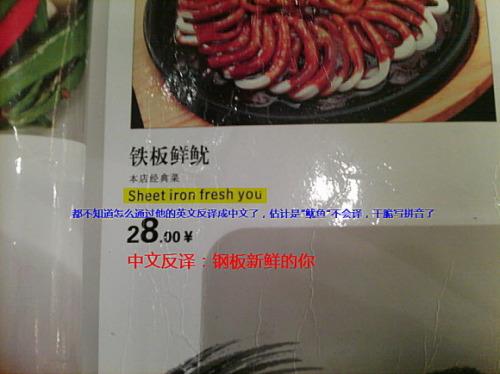 铁板鲜鱿
本店经典菜
Sheet iron fresh you
都不知道怎么通过他的英文反译成中文了，估计是"鱿鱼"不会译，干脆写拼音了
28.00¥
中文反译：钢板新鲜的你